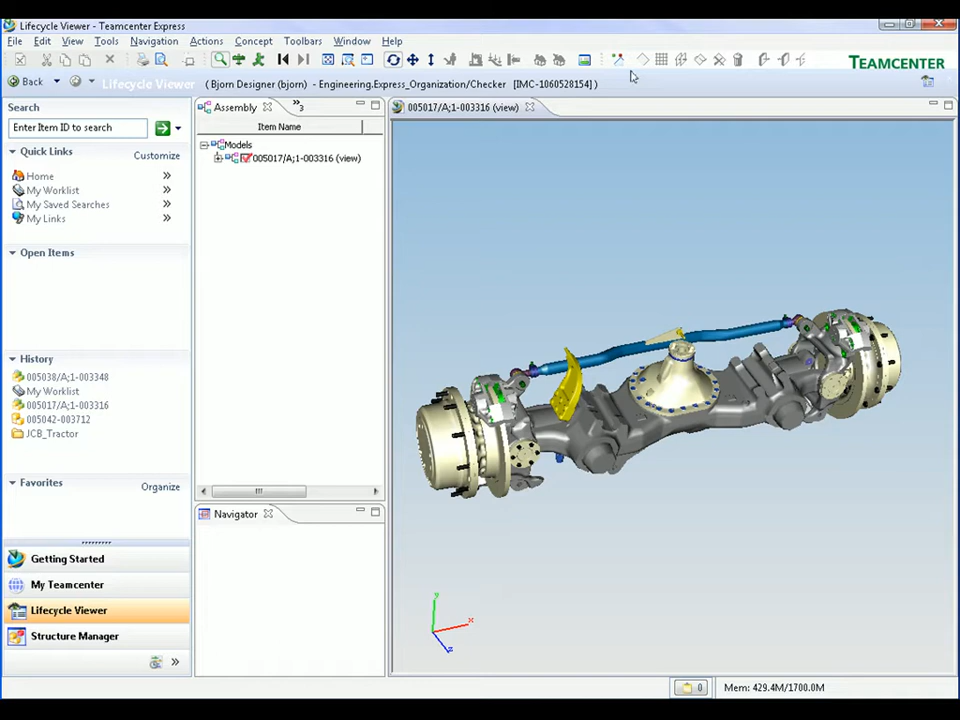 Lifecycle Viewer - Teamcenter Express
File Edit View Tools Navigation Actions Concept Toolbars Window Help
TEAMCENTER
Back Lifecycle Viewer ( Bjorn Designer (bjorn) - Engineering.Express_Organization/Checker [IMC-1060528154] )
Search
Enter Item ID to search
Quick Links Customize
Home
My Worklist
My Saved Searches
My Links
Open Items
History
005038/A;1-003348
My Worklist
005017/A;1-003316
005042-003712
JCB_Tractor
Favorites Organize
Getting Started
My Teamcenter
Lifecycle Viewer
Structure Manager
Assembly 3
Item Name
Models
005017/A;1-003316 (view)
Navigator
005017/A;1-003316 (view)
y
x
z
0 Mem: 429.4M/1700.0M